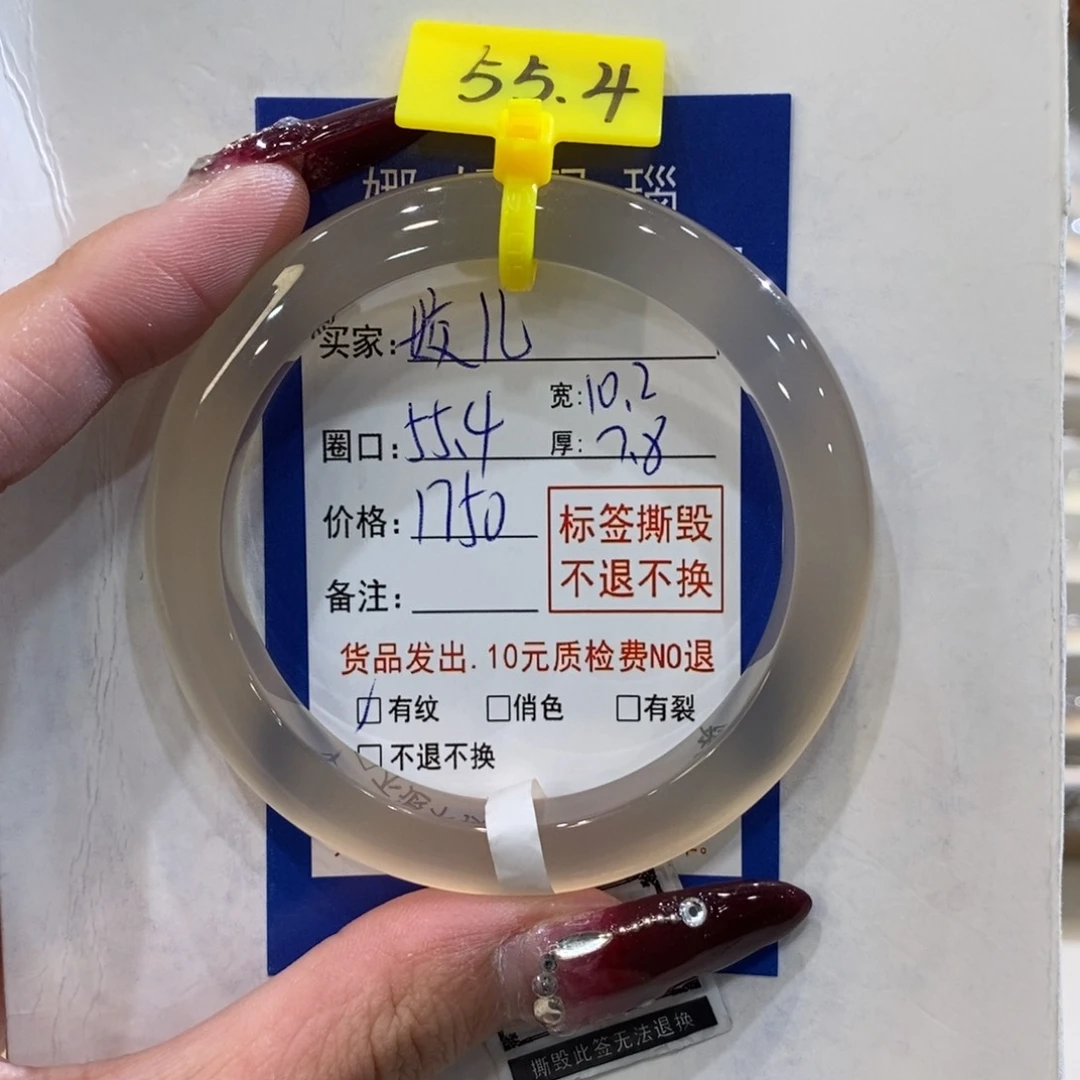 55.4
瑙
买家:
圈口:55.4 宽:10.2
厚:7.8
价格:1750
标签撕毁
不退不换
备注:
货品发出.10元质检费NO退
有纹 俏色 有裂
不退不换
撕毁此签无法退换